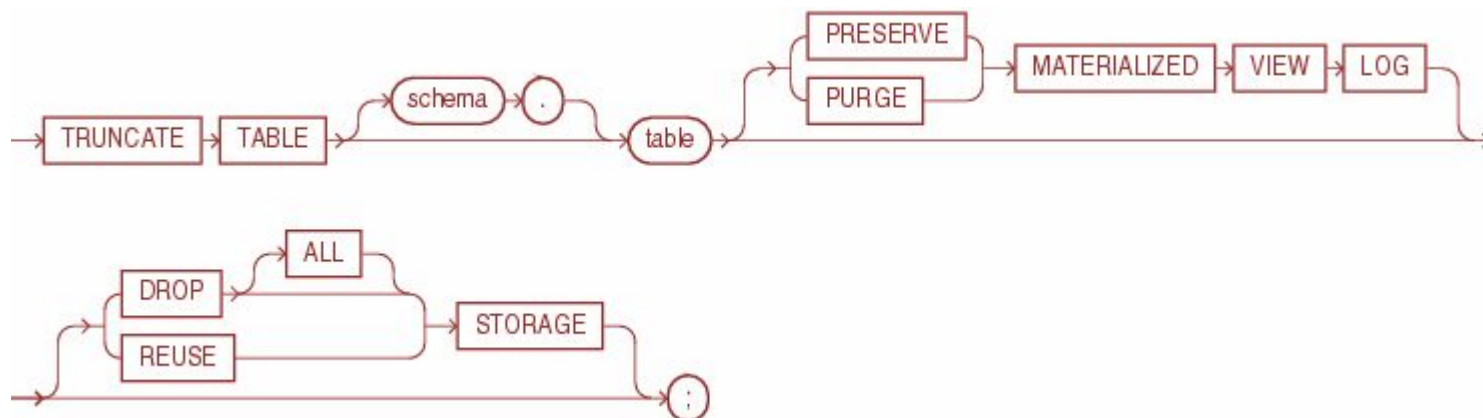 PRESERVE
TRUNCATE TABLE schema . table PURGE MATERIALIZED VIEW LOG
DROP ALL STORAGE ;
REUSE